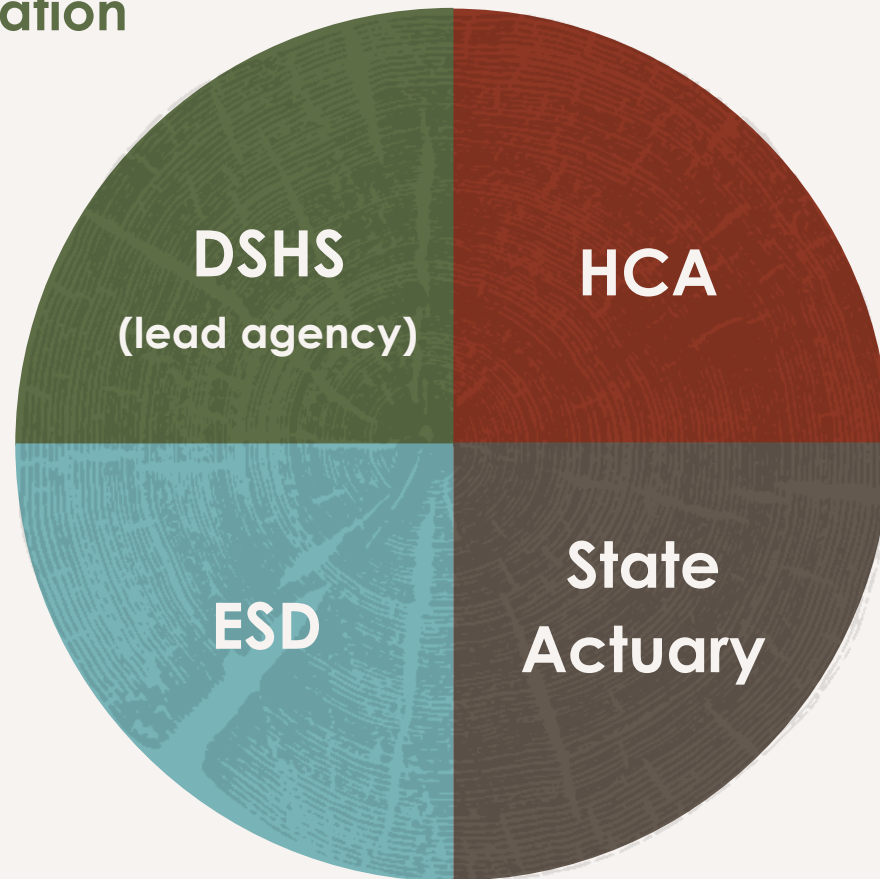 ation
DSHS
(lead agency)
HCA
ESD
State
Actuary